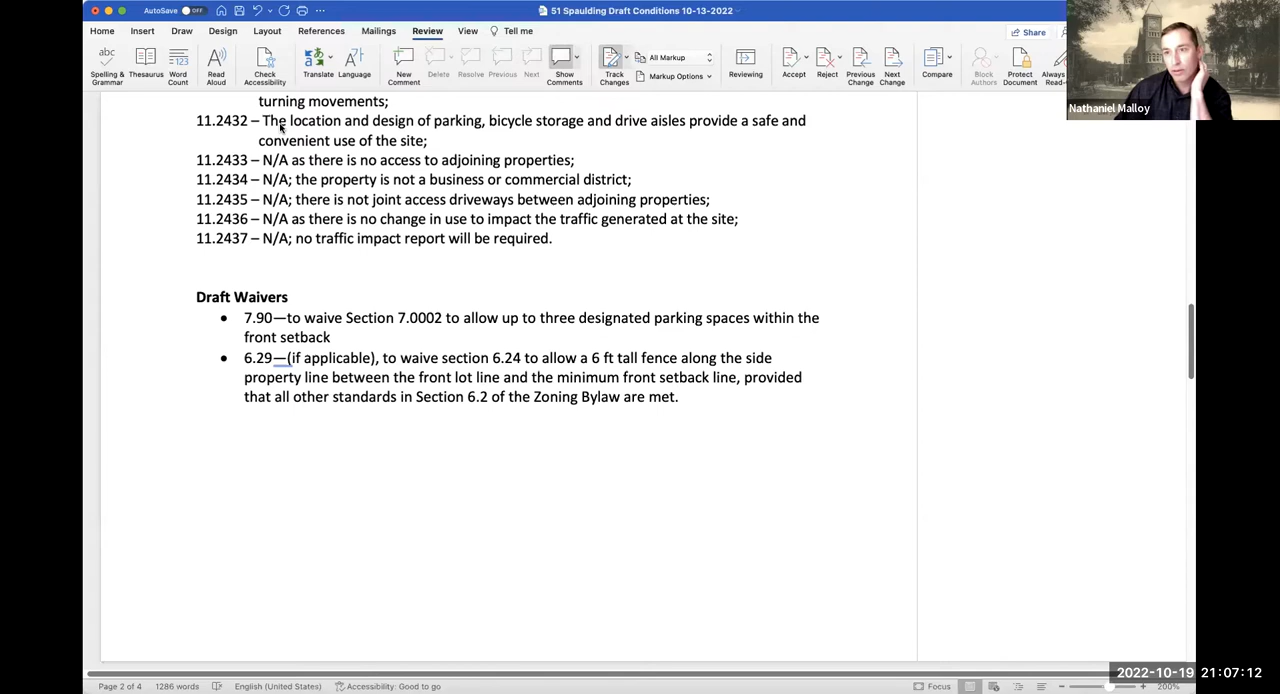 AutoSave OFF
51 Spaulding Draft Conditions 10-13-2022
Home Insert Draw Design Layout References Mailings Review View Tell me
Share
abc
Spelling & Grammar
Thesaurus
Word Count
Read Aloud
Check Accessibility
Translate
Language
New Comment
Delete
Resolve
Previous
Next
Show Comments
Track Changes
All Markup
Markup Options
Reviewing
Accept
Reject
Previous Change
Next Change
Compare
Block Authors
Protect Document
Always Read-
Nathaniel Malloy
turning movements;
11.2432 – The location and design of parking, bicycle storage and drive aisles provide a safe and
convenient use of the site;
11.2433 – N/A as there is no access to adjoining properties;
11.2434 – N/A; the property is not a business or commercial district;
11.2435 – N/A; there is not joint access driveways between adjoining properties;
11.2436 – N/A as there is no change in use to impact the traffic generated at the site;
11.2437 – N/A; no traffic impact report will be required.
Draft Waivers
• 7.90—to waive Section 7.0002 to allow up to three designated parking spaces within the
front setback
• 6.29—(if applicable), to waive section 6.24 to allow a 6 ft tall fence along the side
property line between the front lot line and the minimum front setback line, provided
that all other standards in Section 6.2 of the Zoning Bylaw are met.
Page 2 of 4 1286 words English (United States) Accessibility: Good to go
Focus
200%
2022-10-19 21:07:12